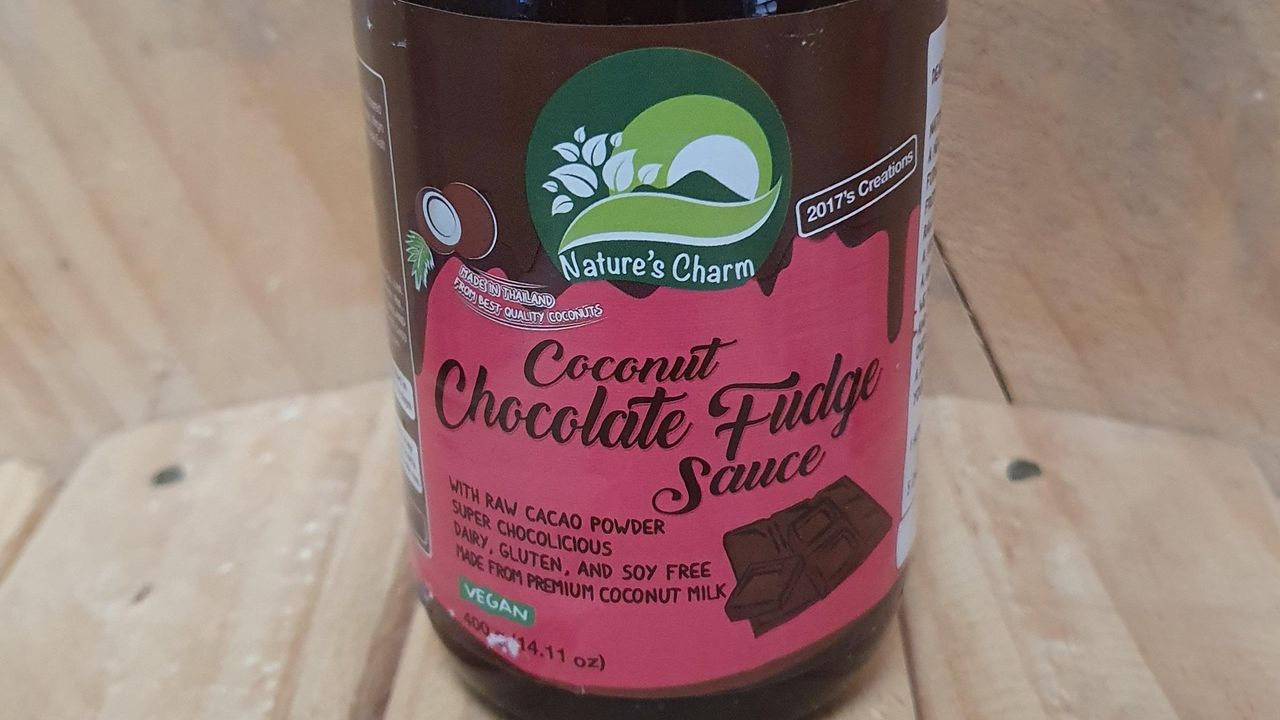 Nature's Charm
2017's Creations
MADE IN THAILAND
FROM BEST QUALITY COCONUTS
Coconut
Chocolate Fudge
Sauce
WITH RAW CACAO POWDER
SUPER CHOCOLICIOUS
DAIRY, GLUTEN, AND SOY FREE
MADE FROM PREMIUM COCONUT MILK
VEGAN
400 14.11 oz)